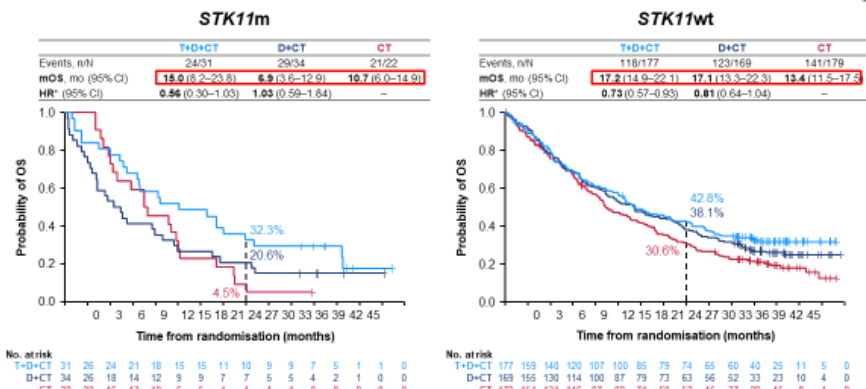 STK11m
T+D+CT D+CT CT
Events, n/N 24/31 29/34 21/22
mOS, mo (95% CI) 15.0 (8.2–23.8) 6.9 (3.6–12.9) 10.7 (6.0–14.9)
HR* (95% CI) 0.56 (0.30–1.03) 1.03 (0.59–1.84) –
Probability of OS
1.0
0.8
0.6
0.4
0.2
0.0
32.3%
20.6%
4.5%
0 3 6 9 12 15 18 21 24 27 30 33 36 39 42 45
Time from randomisation (months)
No. at risk
T+D+CT 31 26 24 21 18 15 15 11 10 9 9 7 5 1 1 0
D+CT 34 26 18 14 12 9 9 7 7 5 5 4 2 1 0 0
STK11wt
T+D+CT D+CT CT
Events, n/N 118/177 123/169 141/179
mOS, mo (95% CI) 17.2 (14.9–22.1) 17.1 (13.3–22.3) 13.4 (11.5–17.5
HR* (95% CI) 0.73 (0.57–0.93) 0.81 (0.64–1.04) –
Probability of OS
1.0
0.8
0.6
0.4
0.2
0.0
42.8%
38.1%
30.6%
0 3 6 9 12 15 18 21 24 27 30 33 36 39 42 45
Time from randomisation (months)
No. at risk
T+D+CT 177 159 140 120 107 100 85 79 74 65 60 40 25 11 5 0
D+CT 169 155 130 114 100 87 79 73 63 56 52 33 23 10 4 0